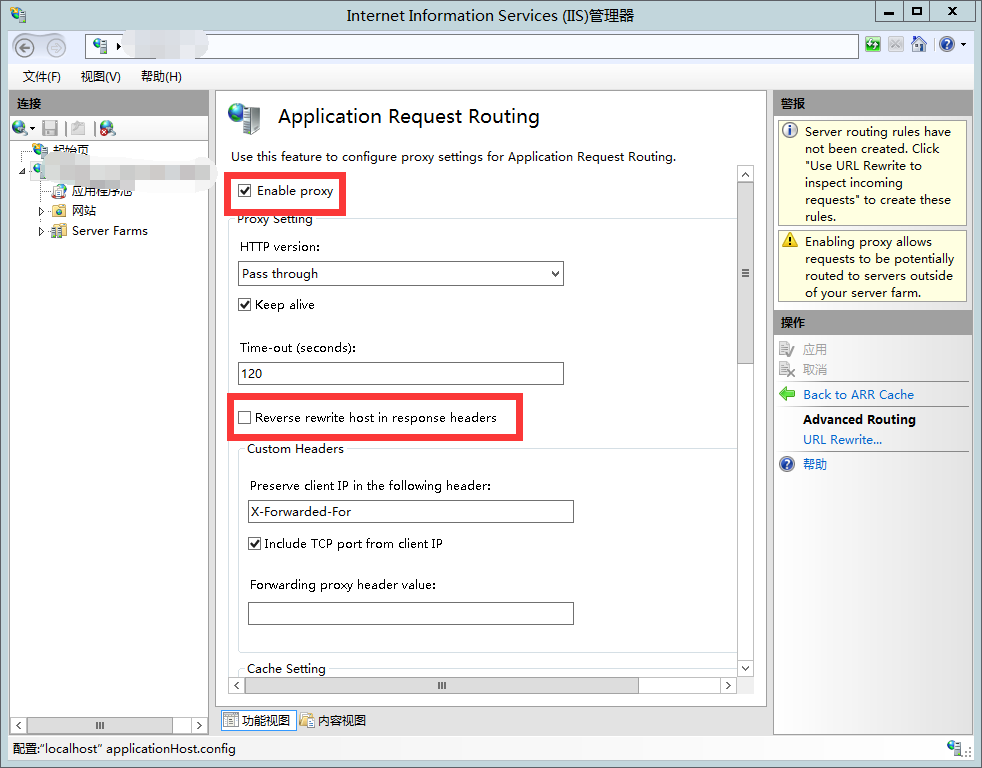 Internet Information Services (IIS)管理器
文件(F) 视图(V) 帮助(H)
连接
起始页
应用程序池
网站
Server Farms
Application Request Routing
Use this feature to configure proxy settings for Application Request Routing.
Enable proxy
Proxy Setting
HTTP version:
Pass through
Keep alive
Time-out (seconds):
120
Reverse rewrite host in response headers
Custom Headers
Preserve client IP in the following header:
X-Forwarded-For
Include TCP port from client IP
Forwarding proxy header value:
Cache Setting
功能视图 内容视图
警报
Server routing rules have
not been created. Click
"Use URL Rewrite to
inspect incoming
requests" to create these
rules.
Enabling proxy allows
requests to be potentially
routed to servers outside
of your server farm.
操作
应用
取消
Back to ARR Cache
Advanced Routing
URL Rewrite...
帮助
配置:"localhost" applicationHost.config